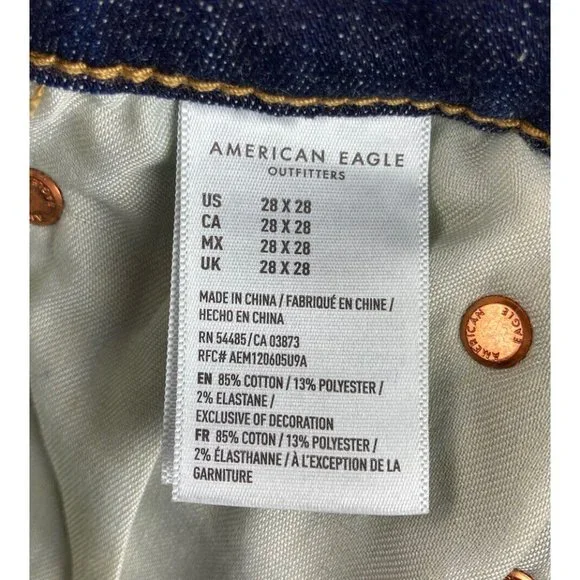 AMERICAN EAGLE
OUTFITTERS
US 28 X 28
CA 28 X 28
MX 28 X 28
UK 28 X 28
MADE IN CHINA / FABRIQUÉ EN CHINE /
HECHO EN CHINA
RN 54485 / CA 03873
RFC# AEM120605U9A
EN 85% COTTON / 13% POLYESTER /
2% ELASTANE /
EXCLUSIVE OF DECORATION
FR 85% COTON / 13% POLYESTER /
2% ÉLASTHANNE / À L'EXCEPTION DE LA
GARNITURE
AMERICAN EAGLE